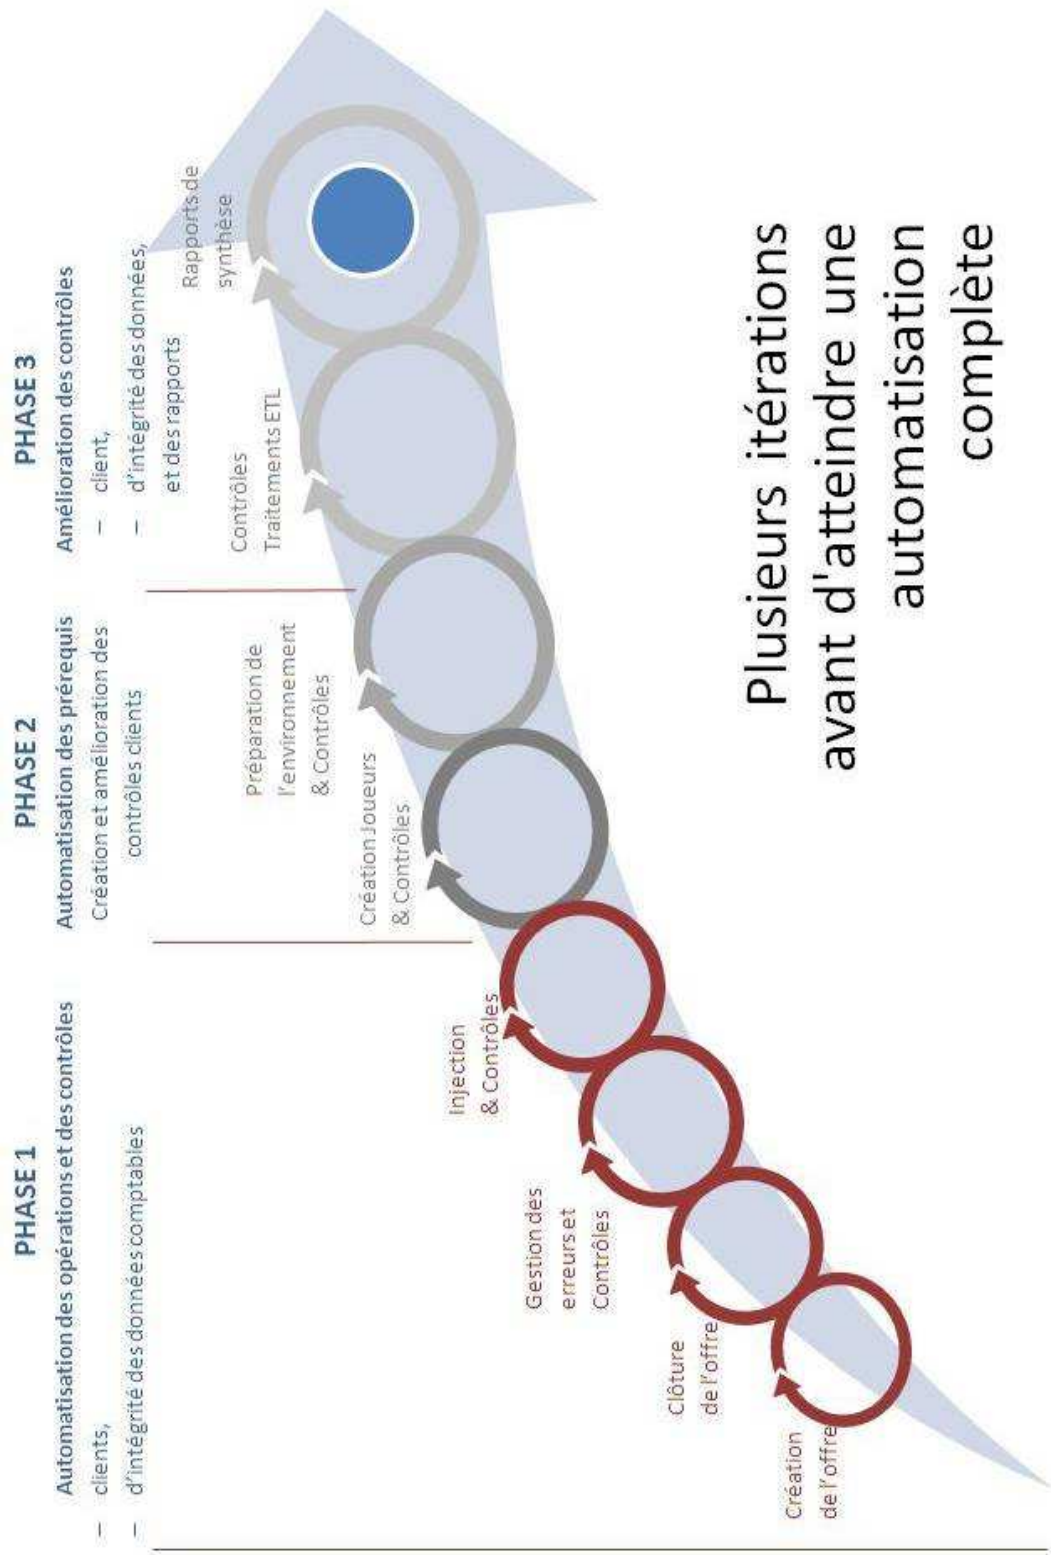 PHASE 1
Automatisation des opérations et des contrôles
– clients,
– d'intégrité des données comptables
PHASE 2
Automatisation des prérequis
Création et amélioration des
contrôles clients
PHASE 3
Amélioration des contrôles
– client,
– d'intégrité des données,
et des rapports
Création
de l'offre
Clôture
de l'offre
Gestion des
erreurs et
Contrôles
Injection
& Contrôles
Création Joueurs
& Contrôles
Préparation de
l'environnement
& Contrôles
Contrôles
Traitements ETL
Rapports de
synthèse
Plusieurs itérations
avant d'atteindre une
automatisation
complète